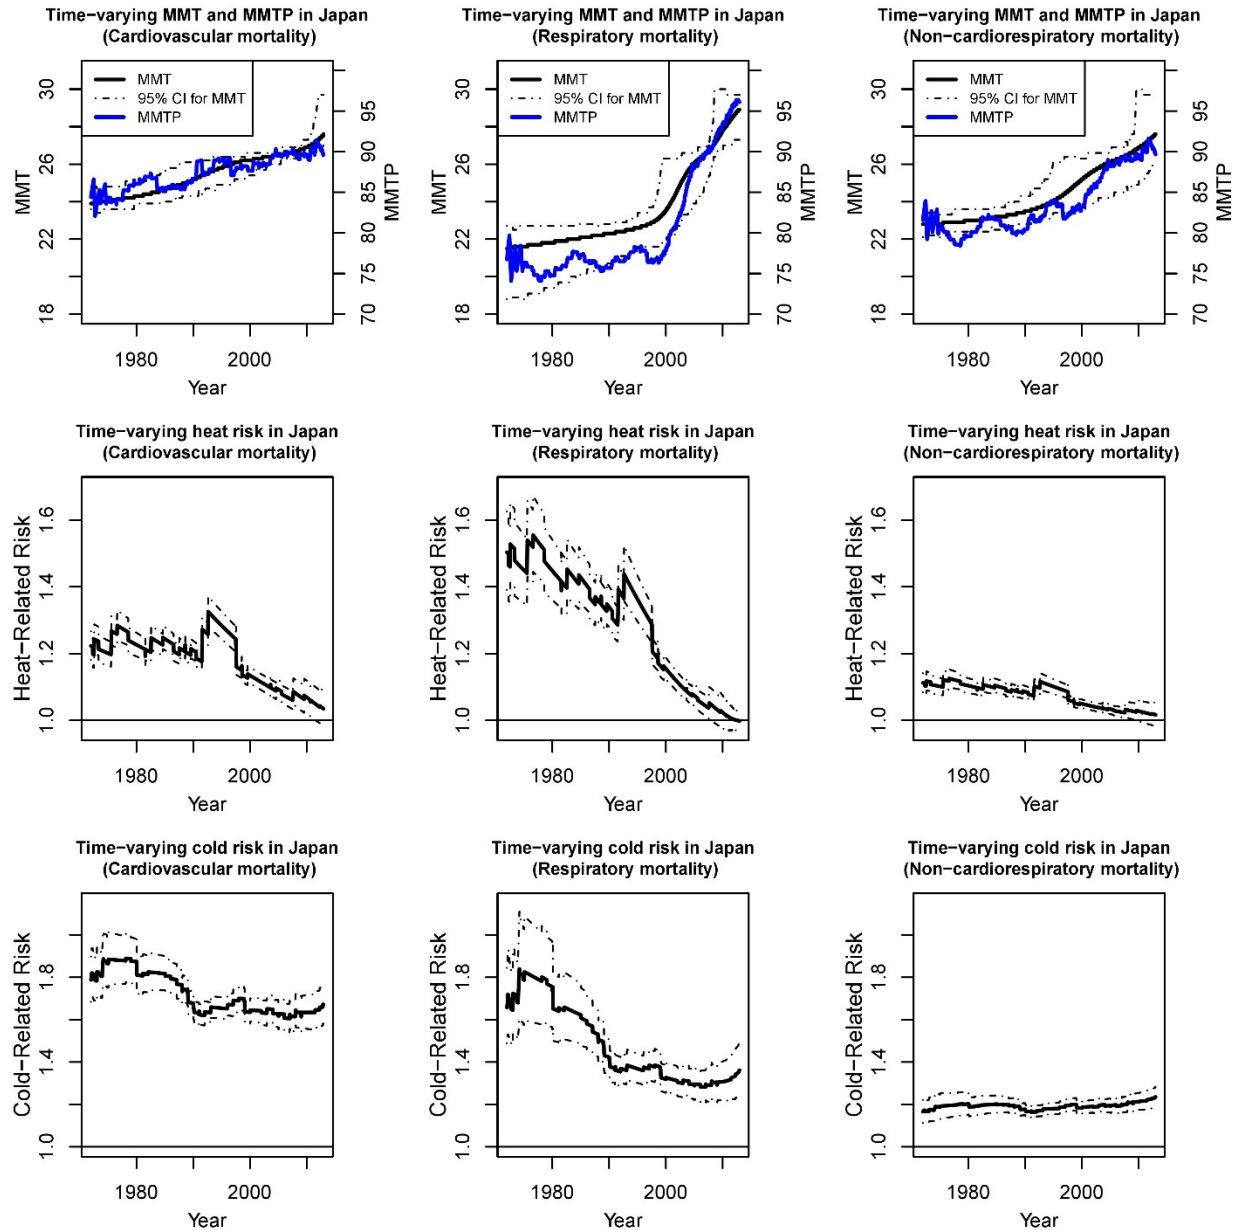 Time-varying MMT and MMTP in Japan
(Cardiovascular mortality)
MMT
95% CI for MMT
MMTP
30
26
22
18
MMT
95
90
85
80
75
70
MMTP
1980
2000
Year
Time-varying MMT and MMTP in Japan
(Respiratory mortality)
MMT
95% CI for MMT
MMTP
30
26
22
18
MMT
95
90
85
80
75
70
MMTP
1980
2000
Year
Time-varying MMT and MMTP in Japan
(Non-cardiorespiratory mortality)
MMT
95% CI for MMT
MMTP
30
26
22
18
MMT
95
90
85
80
75
70
MMTP
1980
2000
Year
Time-varying heat risk in Japan
(Cardiovascular mortality)
Heat-Related Risk
1.6
1.4
1.2
1.0
1980
2000
Year
Time-varying heat risk in Japan
(Respiratory mortality)
Heat-Related Risk
1.6
1.4
1.2
1.0
1980
2000
Year
Time-varying heat risk in Japan
(Non-cardiorespiratory mortality)
Heat-Related Risk
1.6
1.4
1.2
1.0
1980
2000
Year
Time-varying cold risk in Japan
(Cardiovascular mortality)
Cold-Related Risk
1.8
1.4
1.0
1980
2000
Year
Time-varying cold risk in Japan
(Respiratory mortality)
Cold-Related Risk
1.8
1.4
1.0
1980
2000
Year
Time-varying cold risk in Japan
(Non-cardiorespiratory mortality)
Cold-Related Risk
1.8
1.4
1.0
1980
2000
Year